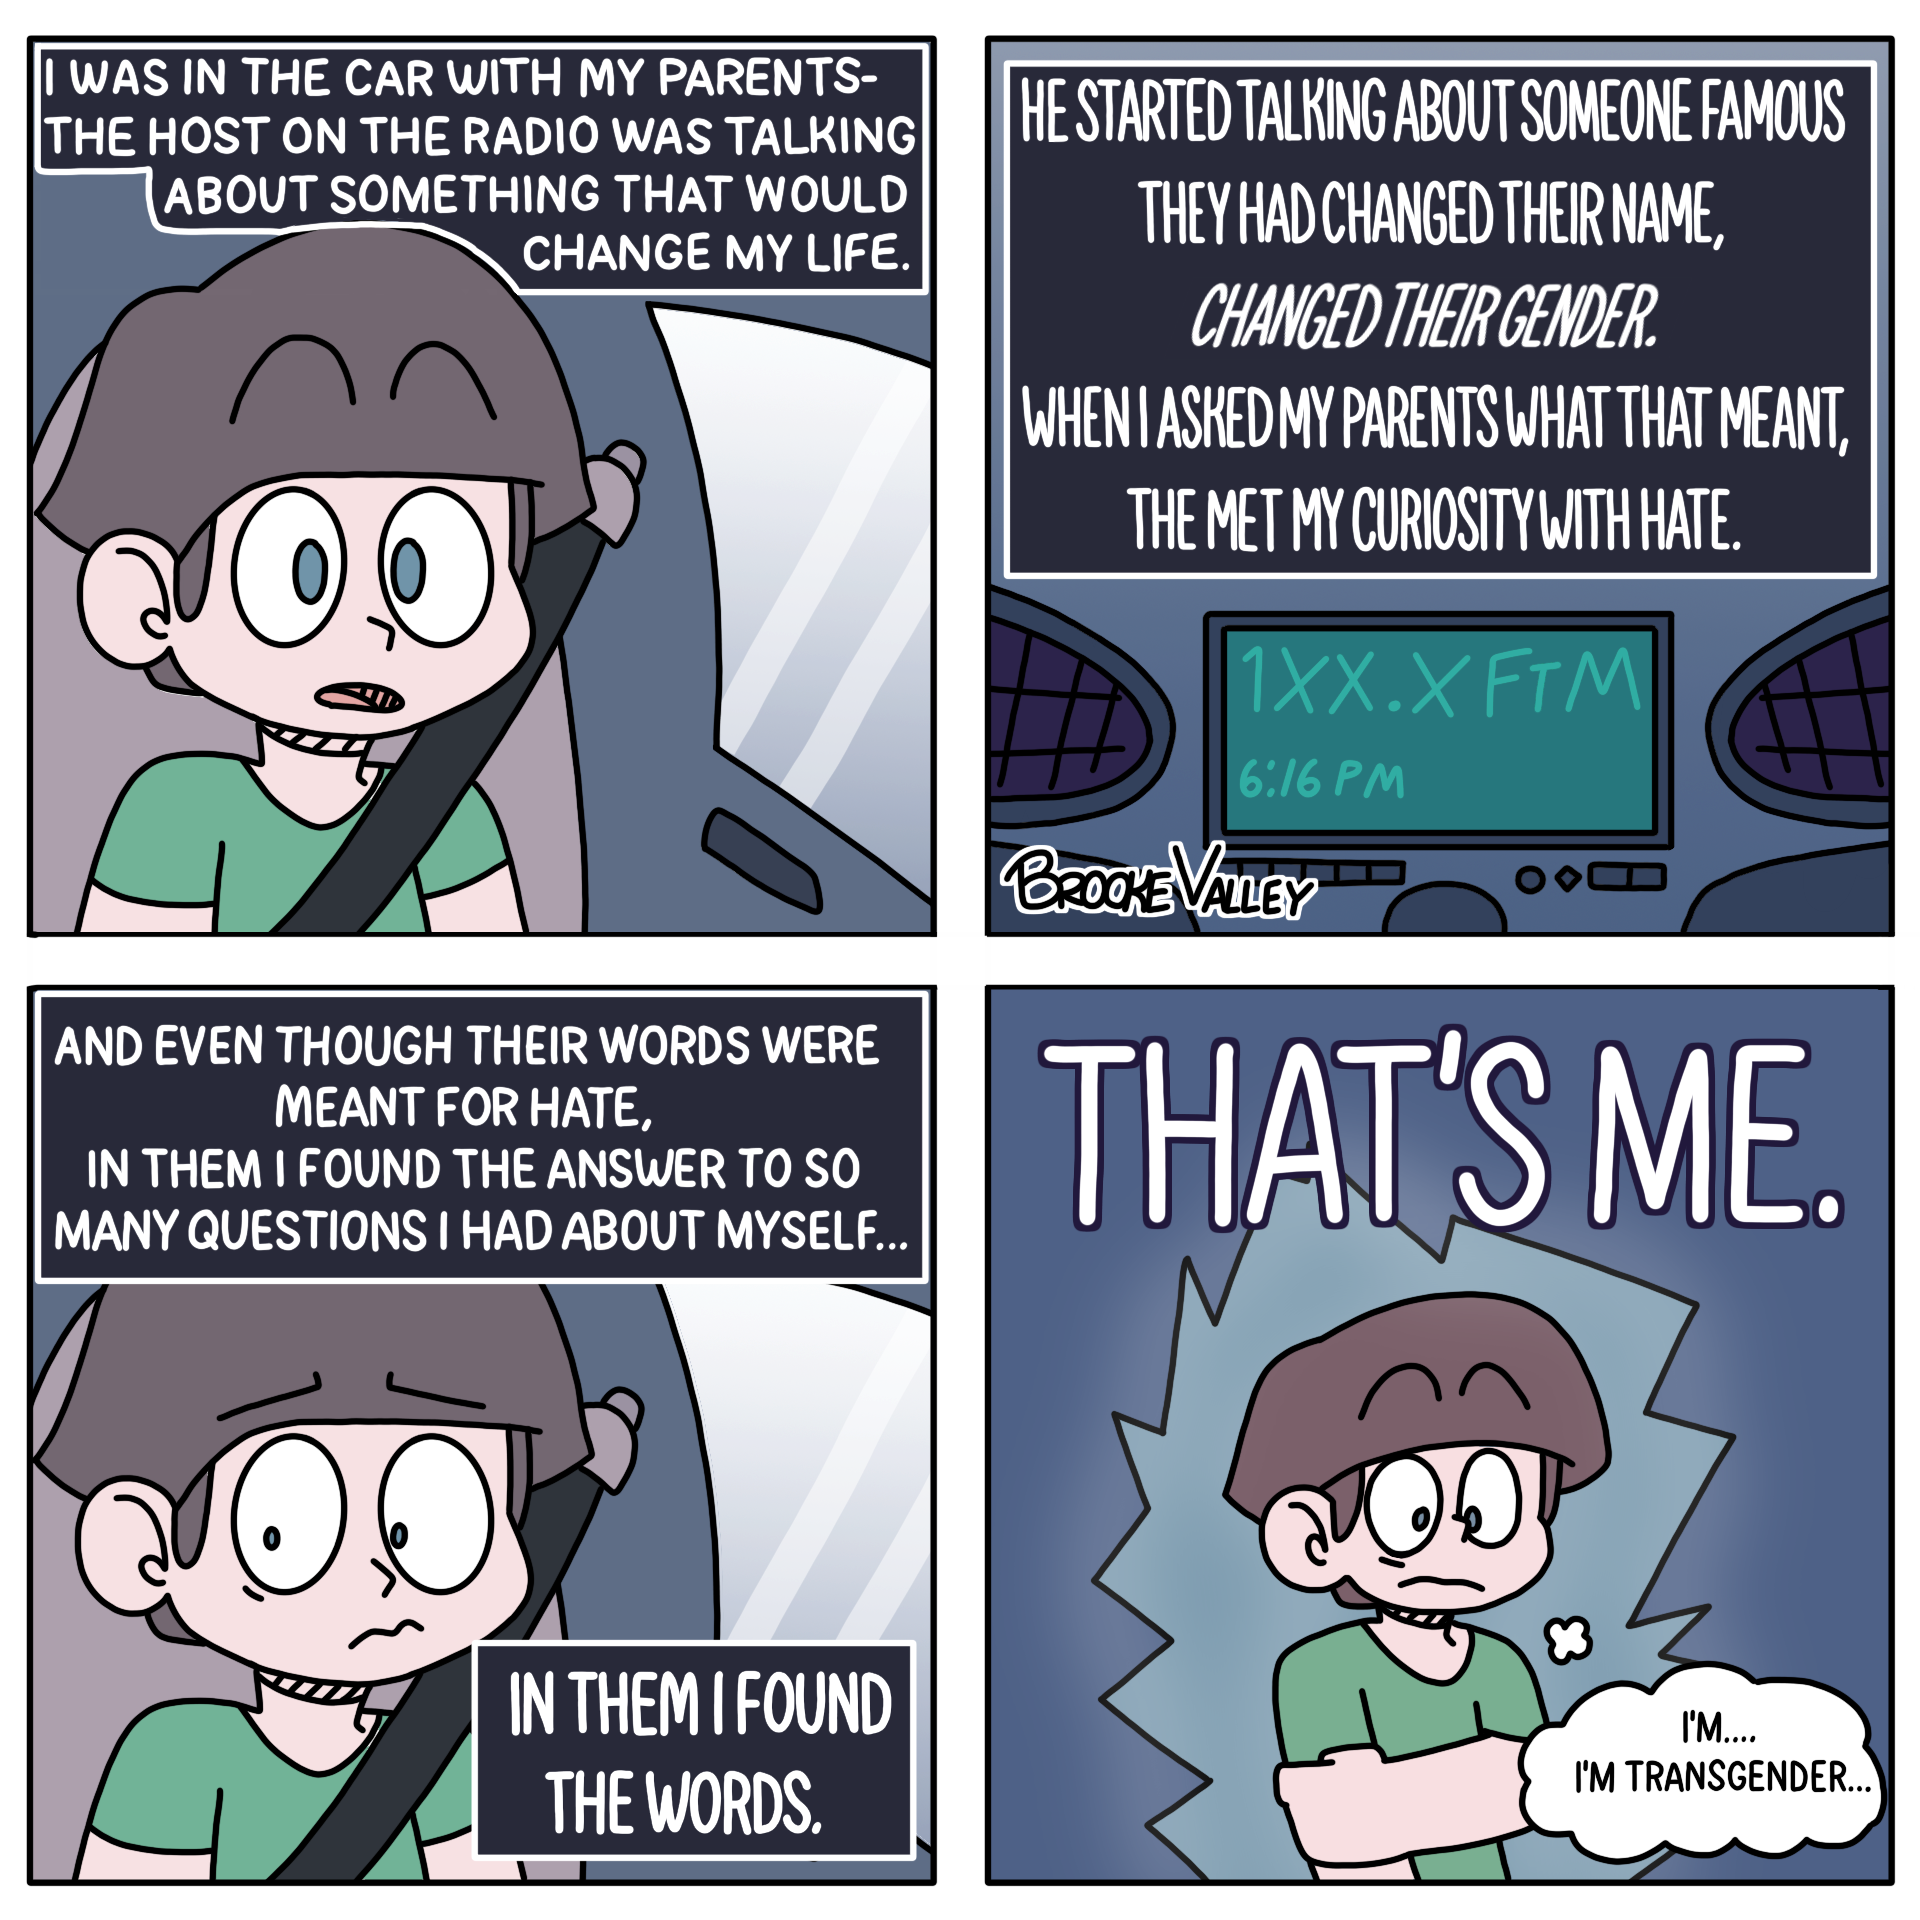 I WAS IN THE CAR WITH MY PARENTS-
THE HOST ON THE RADIO WAS TALKING
ABOUT SOMETHING THAT WOULD
CHANGE MY LIFE.
HE STARTED TALKING ABOUT SOMEONE FAMOUS
THEY HAD CHANGED THEIR NAME,
CHANGED THEIR GENDER.
WHEN I ASKED MY PARENTS WHAT THAT MEANT,
THE MET MY CURIOSITY WITH HATE.
1XX.X FTM
6:16 PM
BROOKE VALLEY
AND EVEN THOUGH THEIR WORDS WERE
MEANT FOR HATE,
IN THEM I FOUND THE ANSWER TO SO
MANY QUESTIONS I HAD ABOUT MYSELF...
IN THEM I FOUND
THE WORDS.
THAT'S ME.
I'M....
I'M TRANSGENDER...